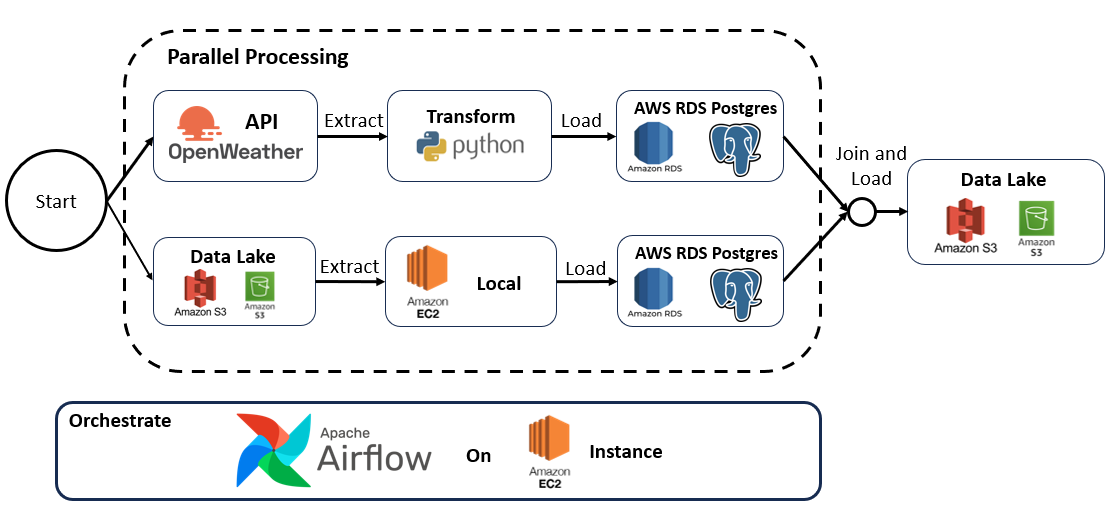 Parallel Processing
API
OpenWeather
Extract
Transform
python
Load
AWS RDS Postgres
Amazon RDS
Start
Join and
Load
Data Lake
Amazon S3
Amazon
S3
Data Lake
Amazon S3
Amazon
S3
Extract
Amazon
EC2
Local
Load
AWS RDS Postgres
Amazon RDS
Orchestrate
Apache
Airflow
On
Amazon
EC2
Instance